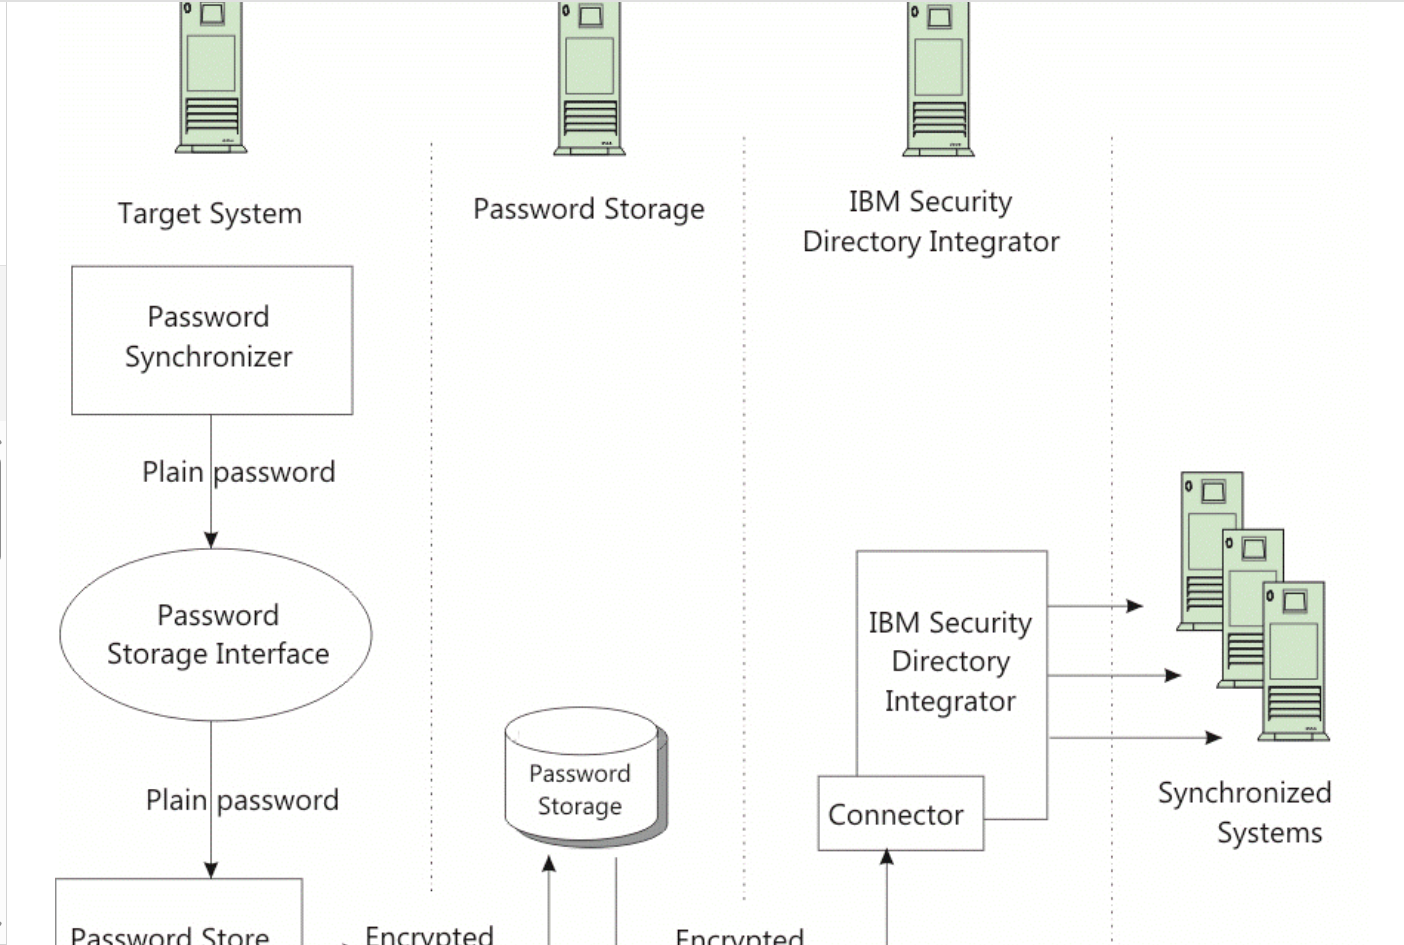 Target System
Password Storage
IBM Security
Directory Integrator
Password
Synchronizer
Plain password
Password
Storage Interface
Plain password
Password Store
Password
Storage
Encrypted
Encrypted
IBM Security
Directory
Integrator
Connector
Synchronized
Systems